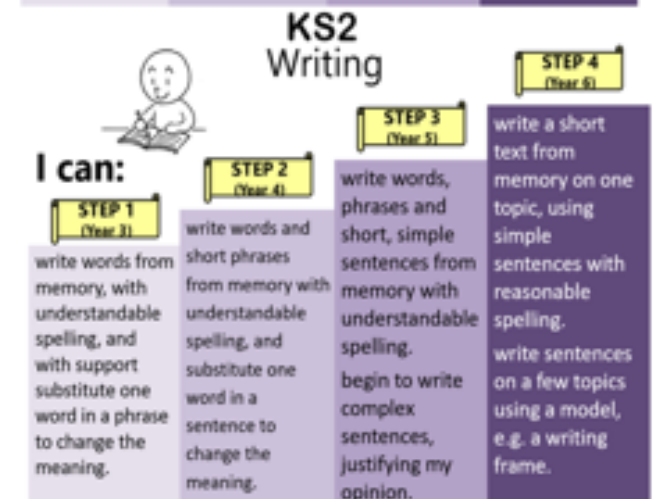 KS2
Writing
I can:
STEP 1
(Year 3)
write words from
memory, with
understandable
spelling, and
with support
substitute one
word in a phrase
to change the
meaning.
STEP 2
(Year 4)
write words and
short phrases
from memory with
understandable
spelling, and
substitute one
word in a
sentence to
change the
meaning.
STEP 3
(Year 5)
write words,
phrases and
short, simple
sentences from
memory with
understandable
spelling.
begin to write
complex
sentences,
justifying my
opinion.
STEP 4
(Year 6)
write a short
text from
memory on one
topic, using
simple
sentences with
reasonable
spelling.
write sentences
on a few topics
using a model,
e.g. a writing
frame.